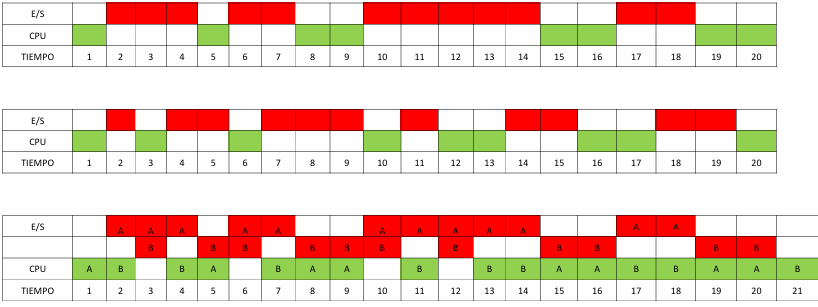 E/S
CPU
TIEMPO 1 2 3 4 5 6 7 8 9 10 11 12 13 14 15 16 17 18 19 20
E/S
CPU
TIEMPO 1 2 3 4 5 6 7 8 9 10 11 12 13 14 15 16 17 18 19 20
E/S A A A A A A A A A A A A
B B B B B B B B B B B
CPU A B B A B A A B B B A A B B A A B
TIEMPO 1 2 3 4 5 6 7 8 9 10 11 12 13 14 15 16 17 18 19 20 21